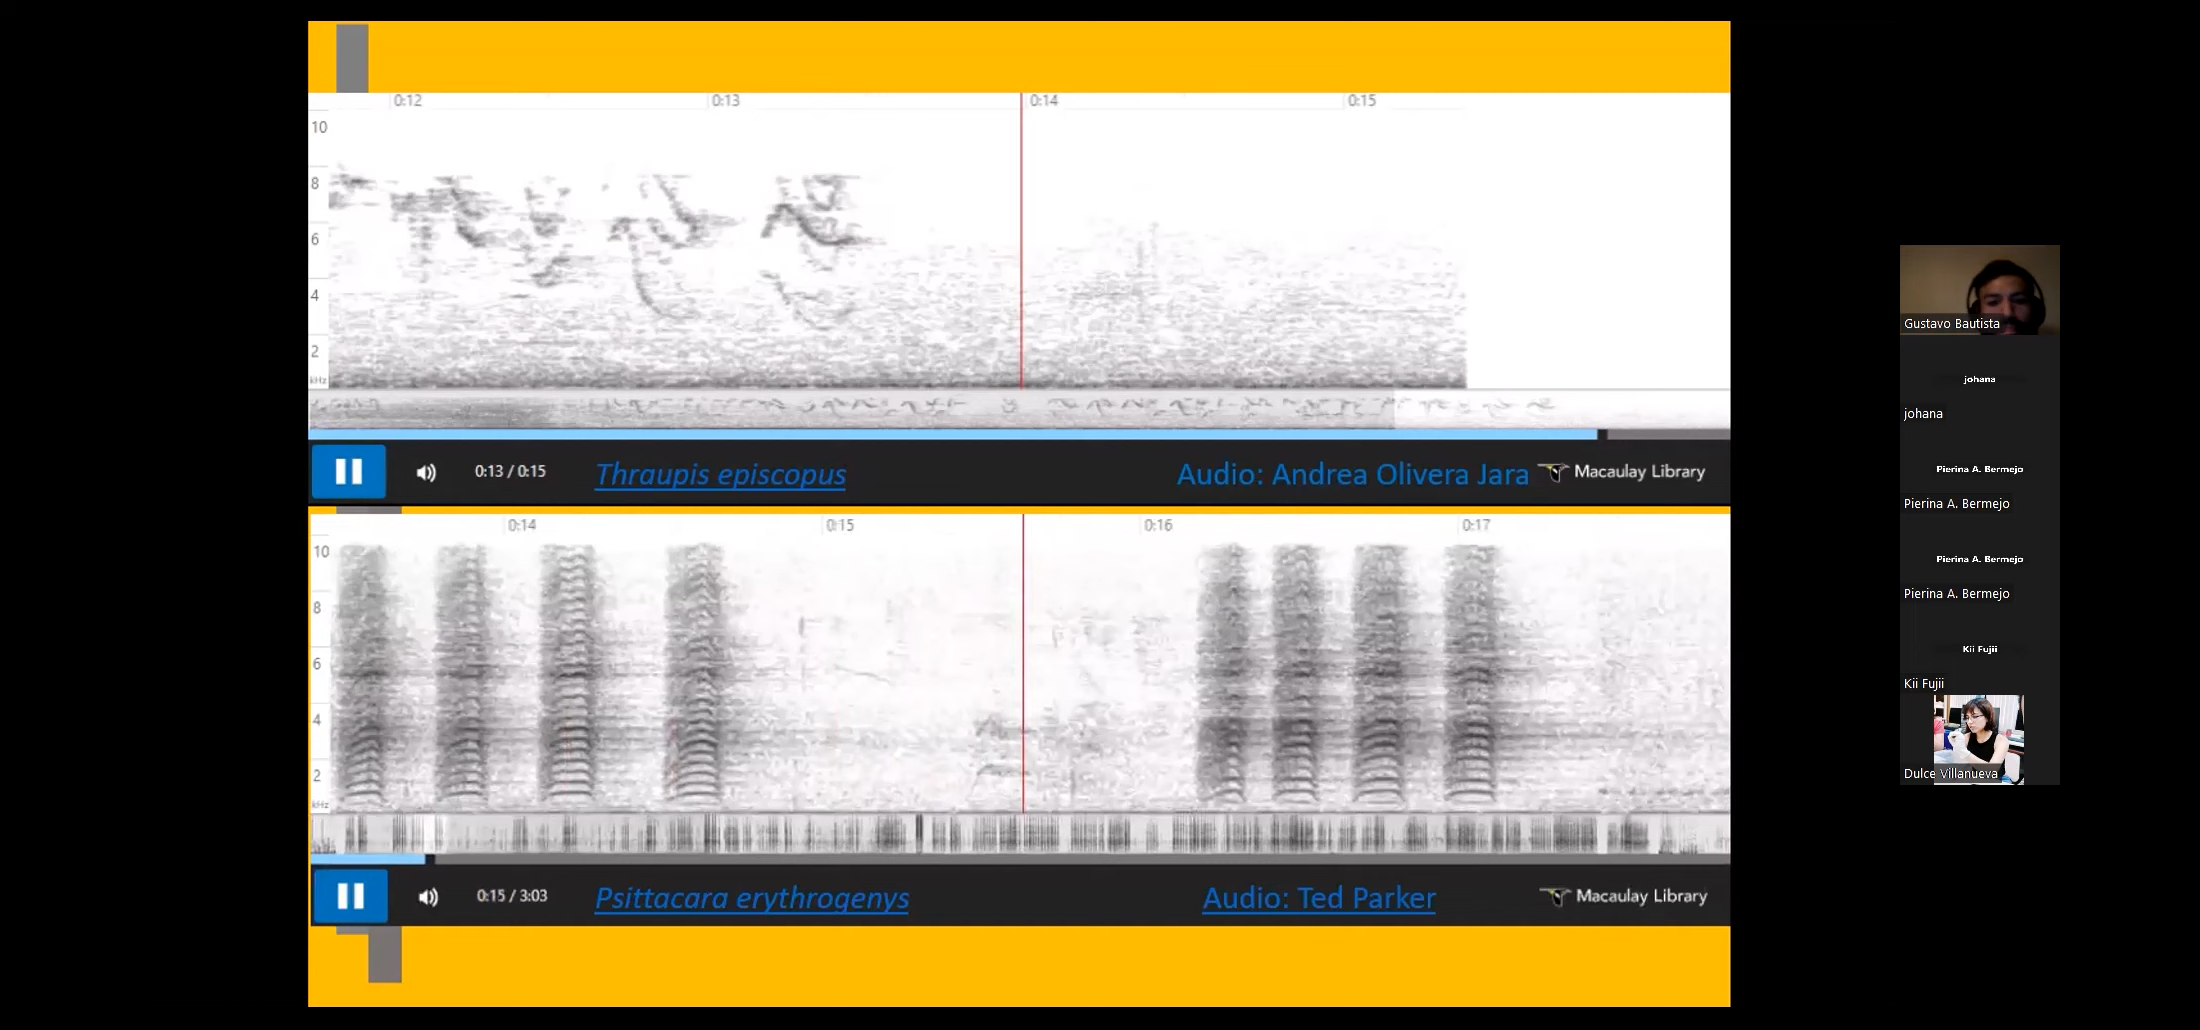 0:12 0:13 0:14 0:15
10
8
6
4
2
kHz
0:13 / 0:15 Thraupis episcopus Audio: Andrea Olivera Jara Macaulay Library
0:14 0:15 0:16 0:17
10
8
6
4
2
kHz
0:15 / 3:03 Psittacara erythrogenys Audio: Ted Parker Macaulay Library
Gustavo Bautista
johana
johana
Pierina A. Bermejo
Pierina A. Bermejo
Pierina A. Bermejo
Pierina A. Bermejo
Kii Fujii
Kii Fujii
Dulce Villanueva